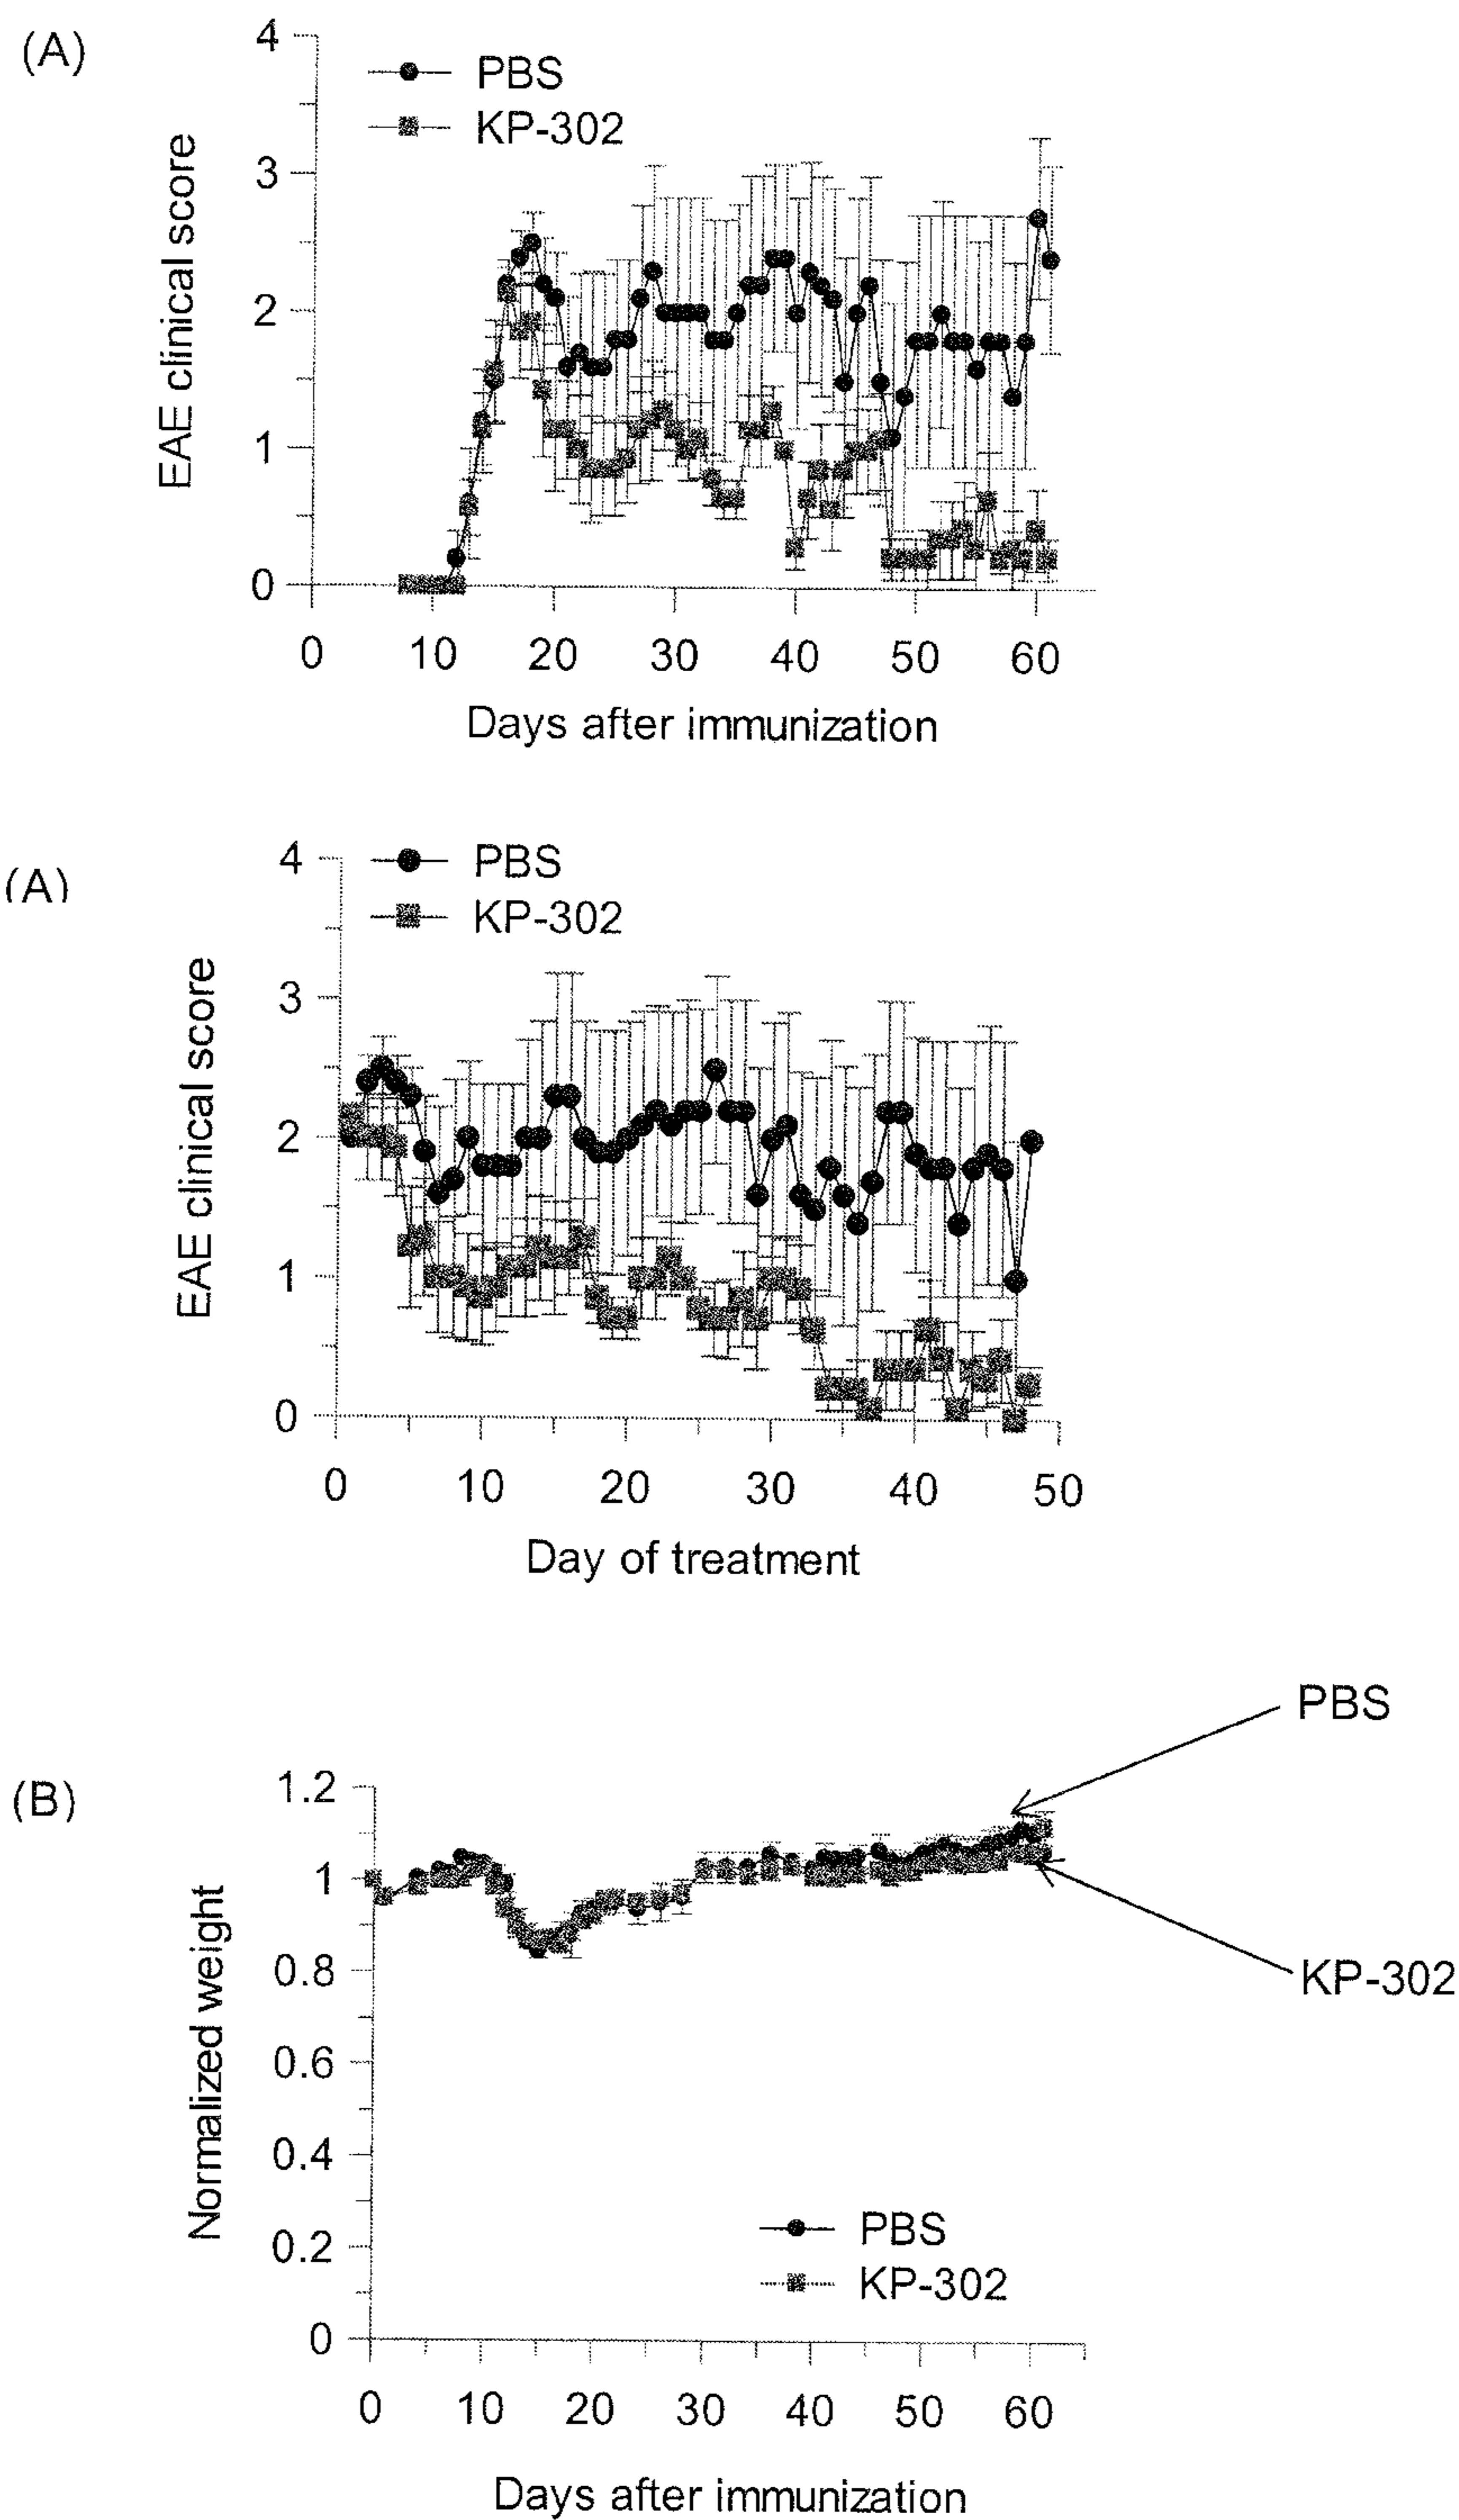 (A)
4
3
2
1
0
EAE clinical score
PBS
KP-302
0 10 20 30 40 50 60
Days after immunization
(A)
4
3
2
1
0
EAE clinical score
PBS
KP-302
0 10 20 30 40 50
Day of treatment
(B)
1.2
1
0.8
0.6
0.4
0.2
0
Normalized weight
PBS
KP-302
PBS
KP-302
0 10 20 30 40 50 60
Days after immunization